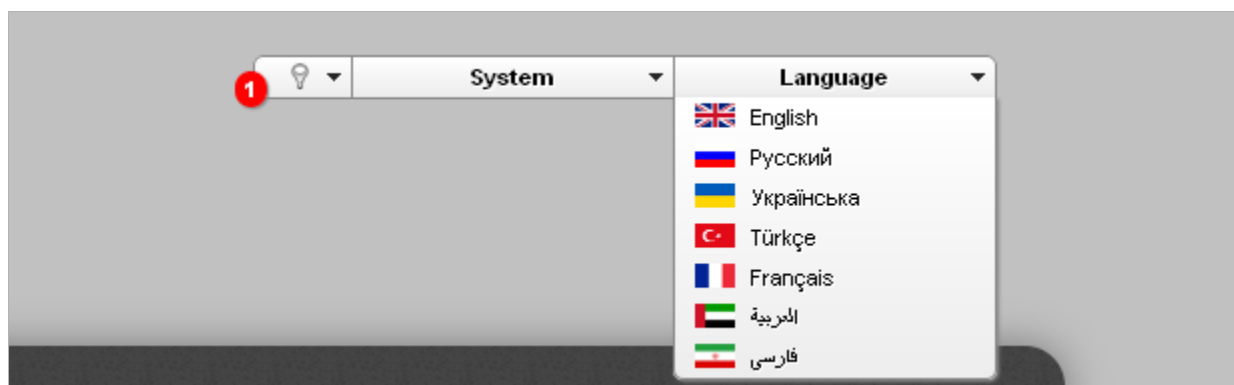 1
System
Language
English
Русский
Українська
Türkçe
Français
العربية
فارسی